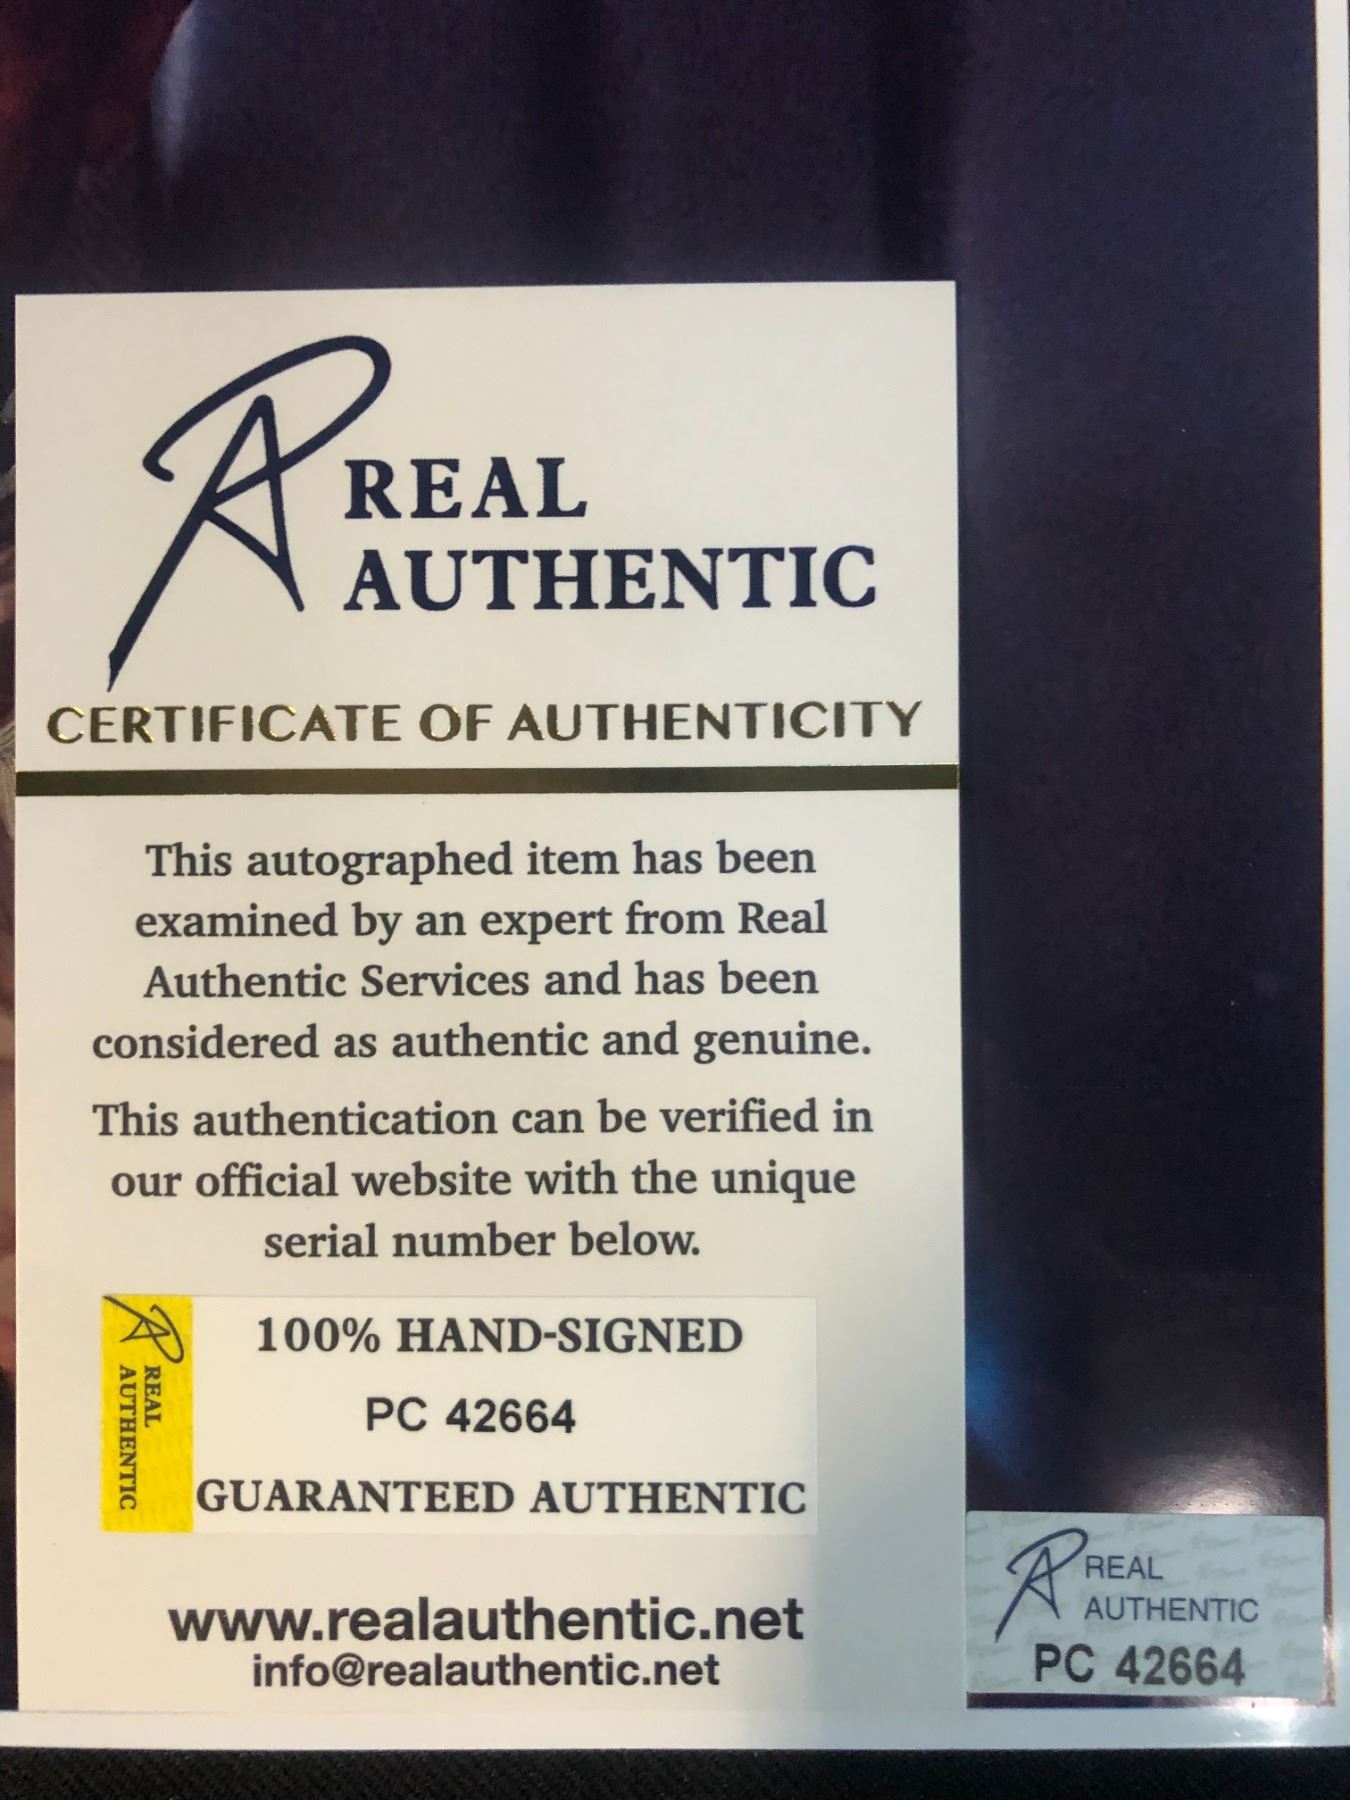 REAL
AUTHENTIC
CERTIFICATE OF AUTHENTICITY
This autographed item has been
examined by an expert from Real
Authentic Services and has been
considered as authentic and genuine.
This authentication can be verified in
our official website with the unique
serial number below.
REAL
AUTHENTIC
100% HAND-SIGNED
PC 42664
GUARANTEED AUTHENTIC
www.realauthentic.net
info@realauthentic.net
REAL
AUTHENTIC
PC 42664